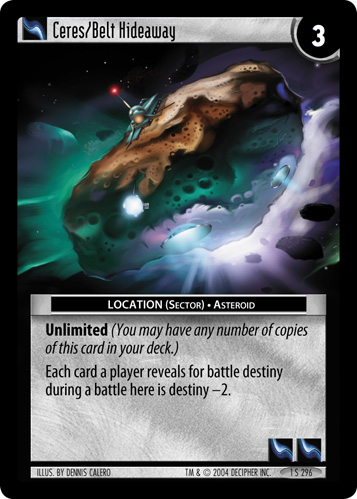 Ceres/Belt Hideaway
3
LOCATION (Sector) • Asteroid
Unlimited (You may have any number of copies
of this card in your deck.)
Each card a player reveals for battle destiny
during a battle here is destiny –2.
ILLUS. BY DENNIS CALERO
TM & © 2004 DECIPHER INC.
1 S 296